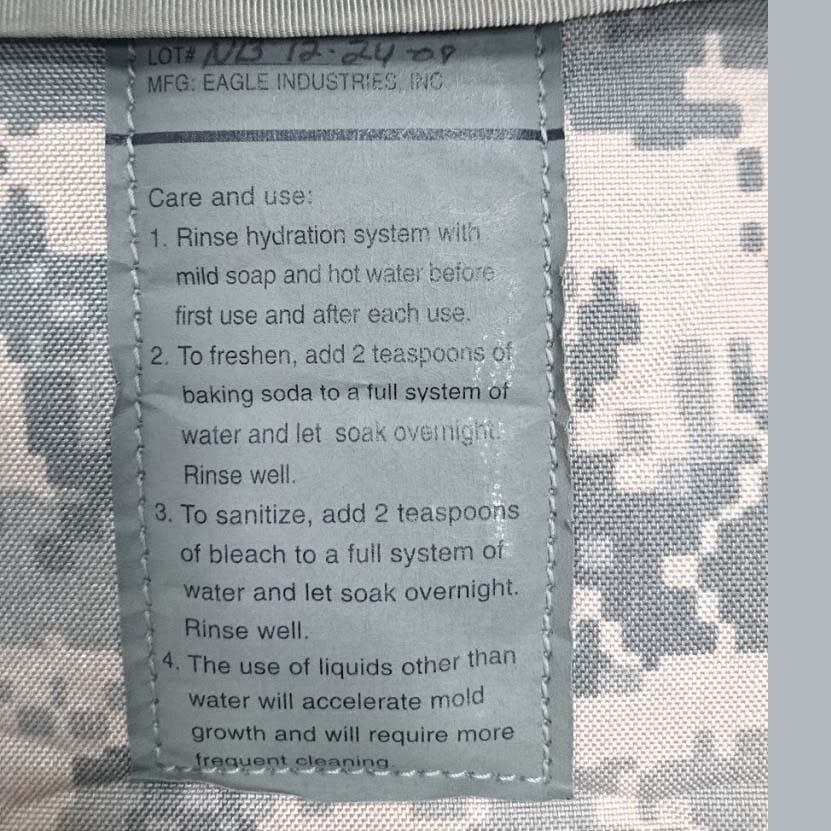 LOT# NB 12-24-08
MFG: EAGLE INDUSTRIES, INC.
Care and use:
1. Rinse hydration system with
mild soap and hot water before
first use and after each use.
2. To freshen, add 2 teaspoons of
baking soda to a full system of
water and let soak overnight.
Rinse well.
3. To sanitize, add 2 teaspoons
of bleach to a full system of
water and let soak overnight.
Rinse well.
4. The use of liquids other than
water will accelerate mold
growth and will require more
frequent cleaning.